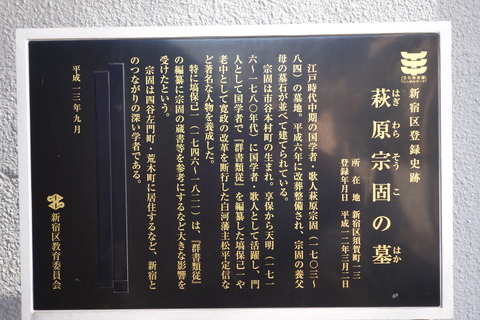 新宿区登録史跡
はぎ わら そう こ はか
萩原宗固の墓
所在地 新宿区須賀町一三
登録年月日 平成一二年三月二日
江戸時代中期の国学者・歌人萩原宗固（一七〇三～
八四）の墓地。平成六年に改葬整備され、宗固の養父
母の墓石が並べて建てられている。
宗固は市谷本村町の生まれ。享保から天明（一七一
六～一七八〇年代）に国学者・歌人として活躍し、門
人として国学者で『群書類従』を編纂した塙保己一や
老中として寛政の改革を断行した白河藩主松平定信な
ど著名な人物を養成した。
特に塙保己一（一七四六～一八二一）は、『群書類従』
の編纂に宗固の蔵書等を参考にするなど大きな影響を
受けたという。
宗固は四谷左門町・荒木町に居住するなど、新宿と
のつながりの深い学者である。
平成一三年九月
新宿区教育委員会